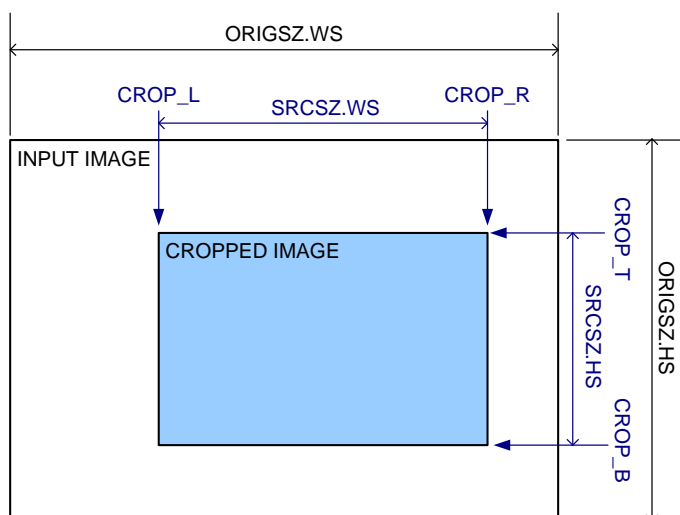 ORIGSZ.WS
CROP_L
SRCSZ.WS
CROP_R
INPUT IMAGE
CROPPED IMAGE
CROP_T
SRCSZ.HS
ORIGSZ.HS
CROP_B